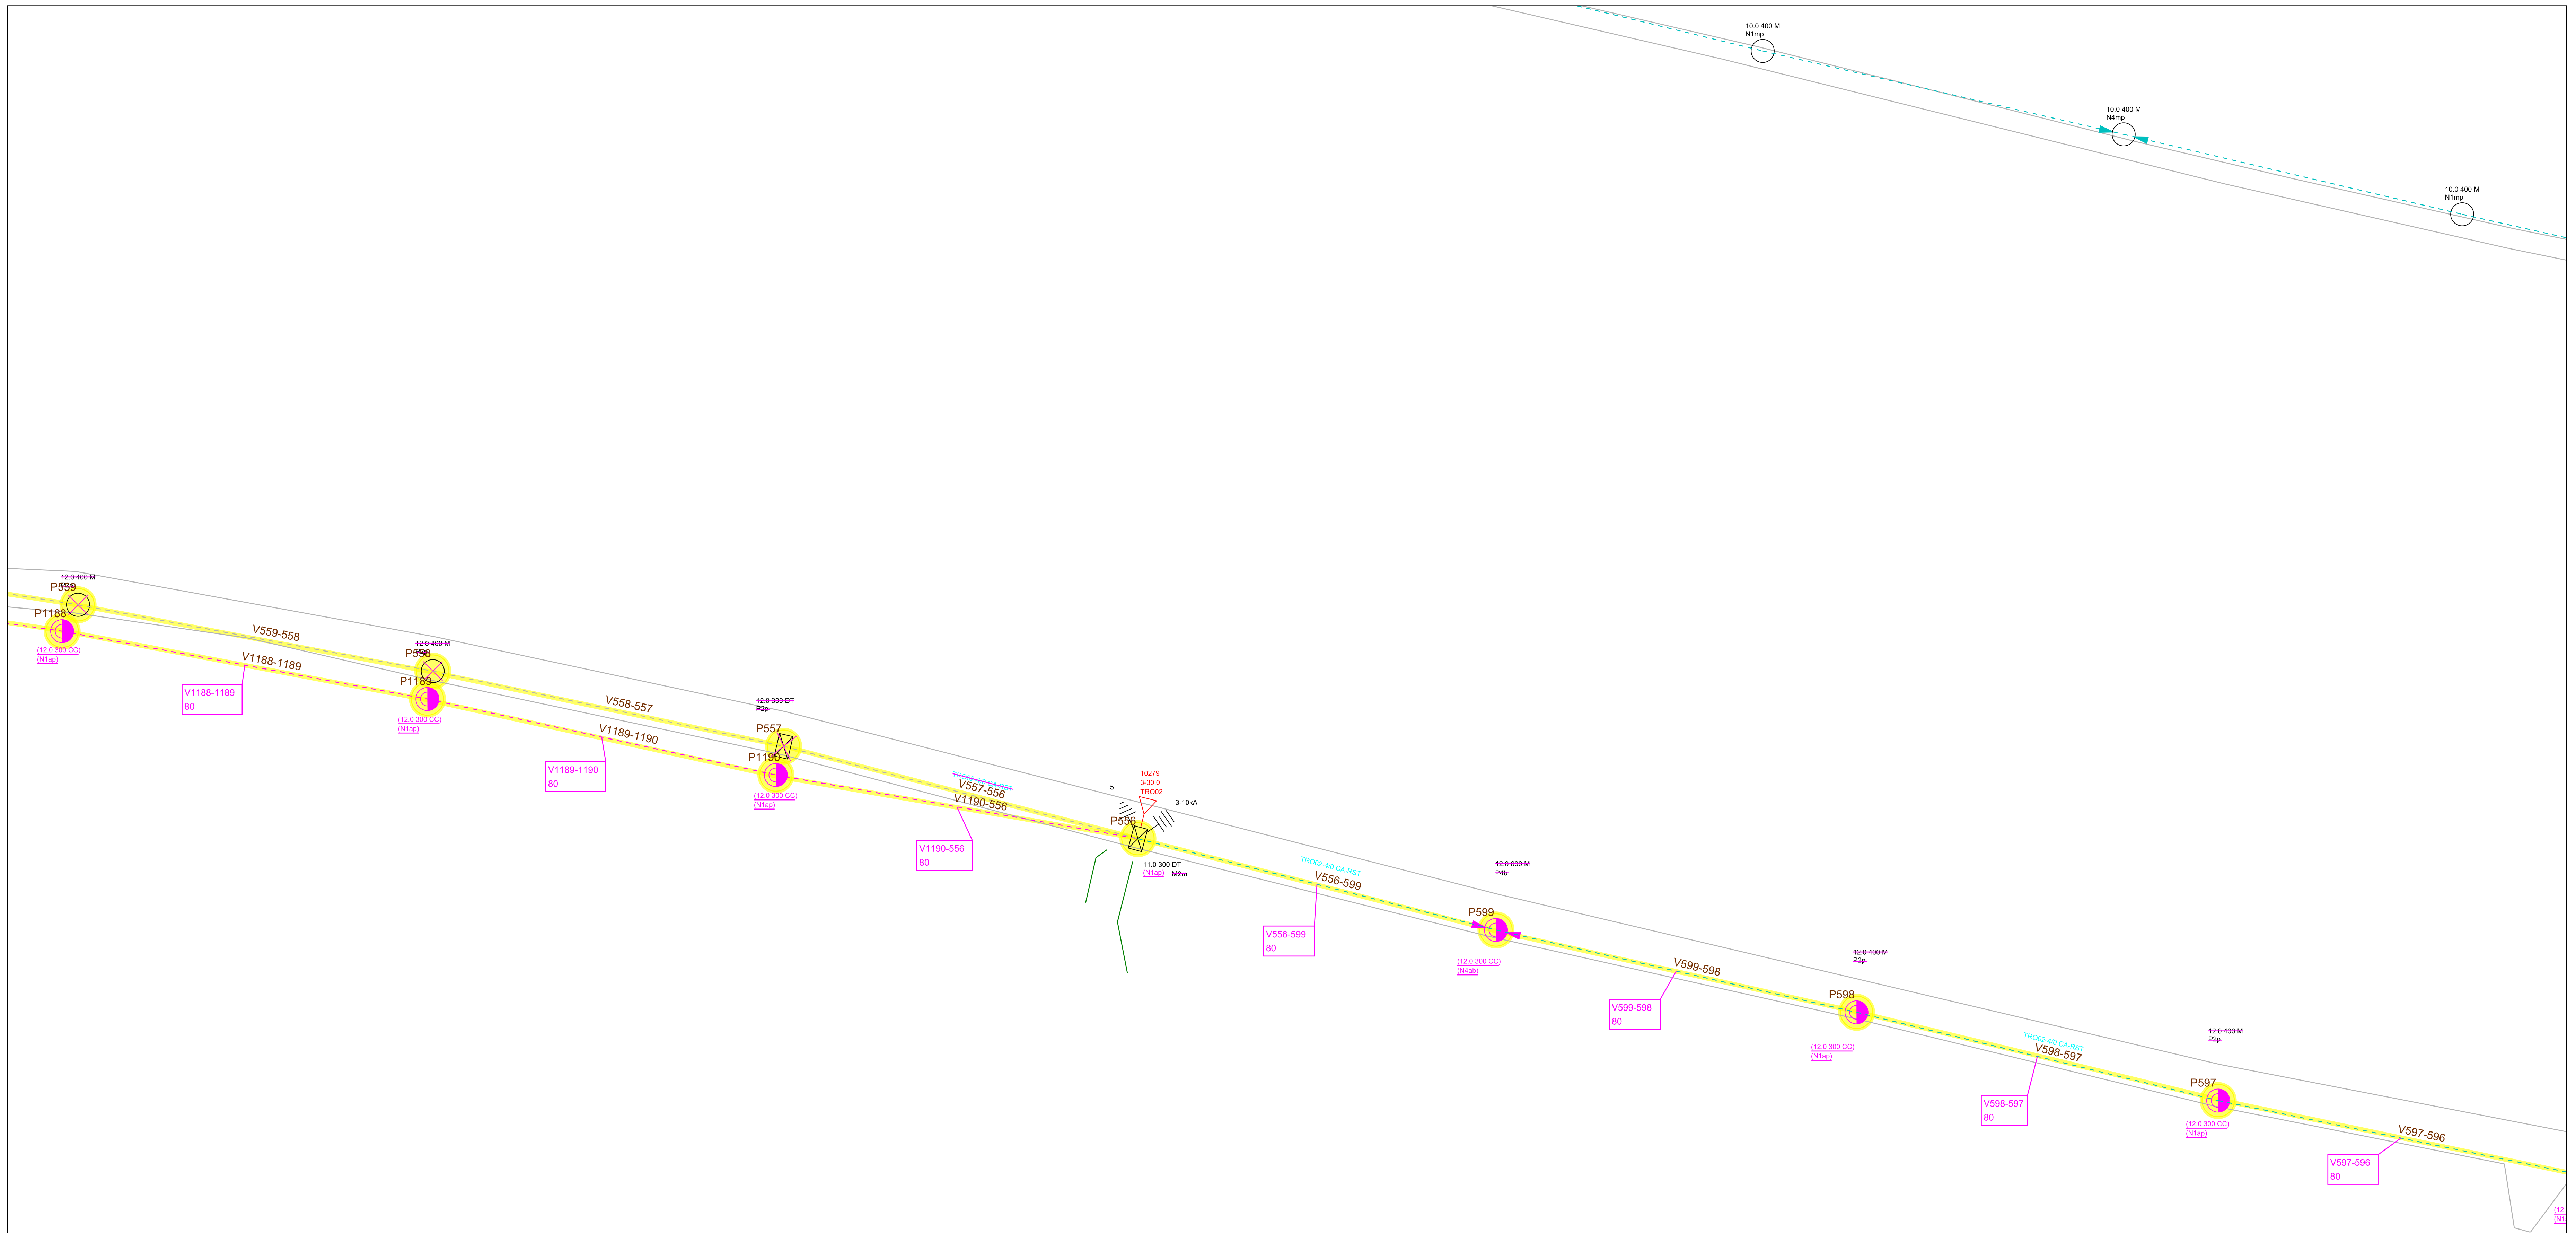 10.0 400 M
N1mp
10.0 400 M
N4mp
10.0 400 M
N1mp
12.0 400 M
P559
P1188
(12.0 300 CC)
(N1ap)
V559-558
V1188-1189
V1188-1189
80
12.0 400 M
P558
P1189
(12.0 300 CC)
(N1ap)
V558-557
V1189-1190
V1189-1190
80
12.0 300 DT
P2p
P557
P1190
(12.0 300 CC)
(N1ap)
V557-556
V1190-556
V1190-556
80
10279
3-30.0
TRO02
5
3-10kA
P556
11.0 300 DT
(N1ap) . M2m
TRO02-4/0 CA-RST
V556-599
V556-599
80
12.0 600 M
P4b
P599
(12.0 300 CC)
(N4ab)
V599-598
V599-598
80
12.0 400 M
P2p
P598
(12.0 300 CC)
(N1ap)
TRO02-4/0 CA-RST
V598-597
V598-597
80
12.0 400 M
P2p
P597
(12.0 300 CC)
(N1ap)
V597-596
V597-596
80
(12